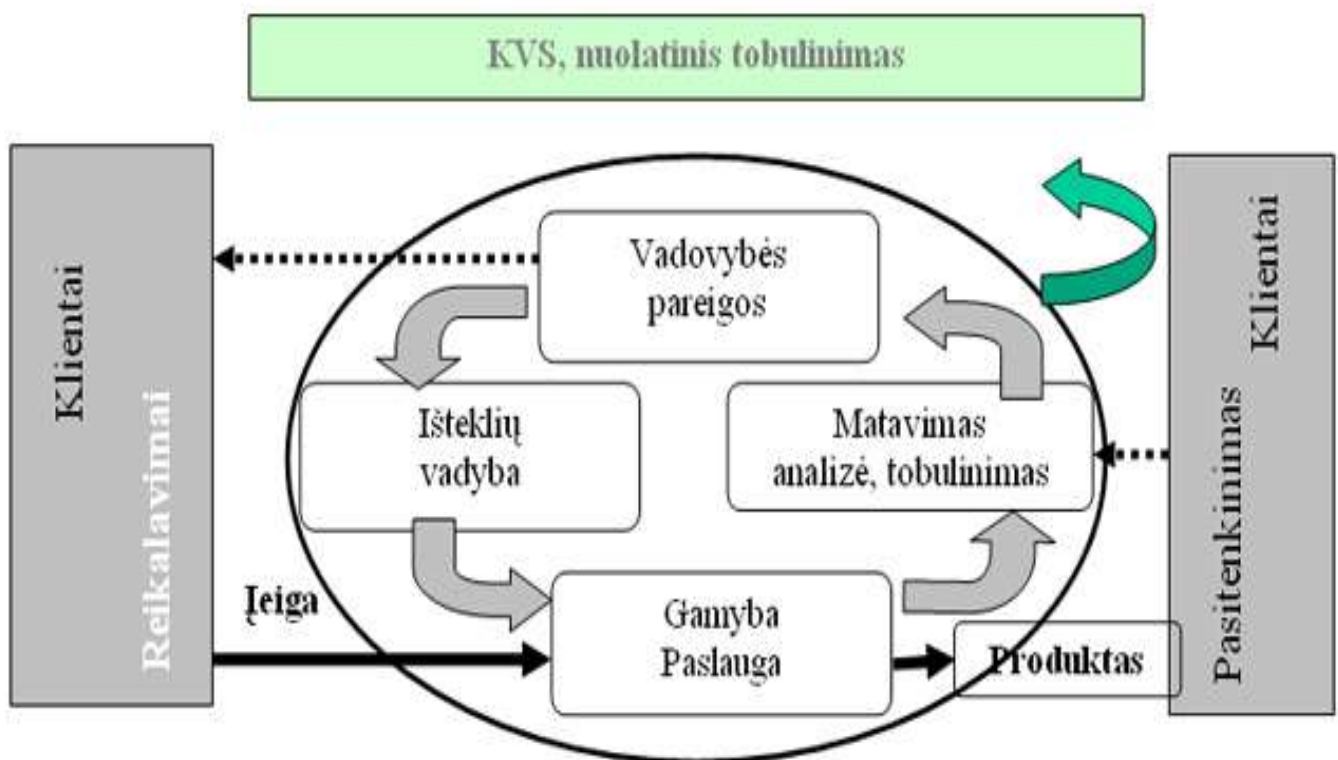 KVS, nuolatinis tobulinimas
Klientai
Reikalavimai
Vadovybės
pareigos
Išteklių
vadyba
Matavimas
analizė, tobulinimas
Įeiga
Gamyba
Paslauga
Produktas
Klientai
Pasitenkinimas